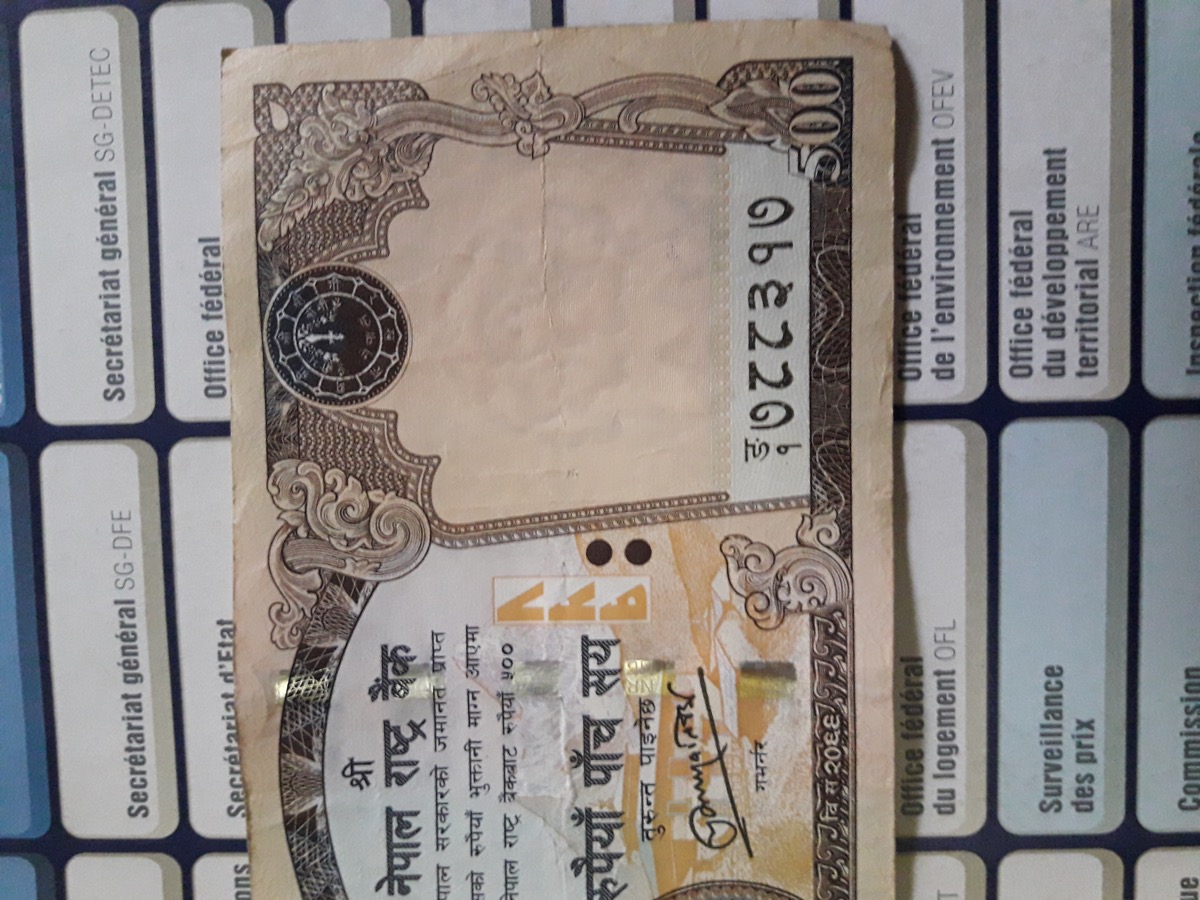 Secrétariat général SG-DFE
Secrétariat général SG-DETEC
ons
Secrétariat d'Etat
Office fédéral
श्री
नेपाल राष्ट्र बैंक
पाल सरकारको जमानत प्राप्त
सको रुपैयाँ भुक्तानी माग्न आएमा
नेपाल राष्ट्र बैंकबाट रुपैयाँ ५००
रुपैयाँ पाँच सय
तुरुन्त पाइनेछ
गभर्नर
ङ
१ ७८८३१७
500
वि.सं २०६९
Office fédéral
du logement OFL
Office fédéral
de l'environnement OFEV
T
Surveillance
des prix
Office fédéral
du développement
territorial ARE
ue
Commission
Inspection fédérale